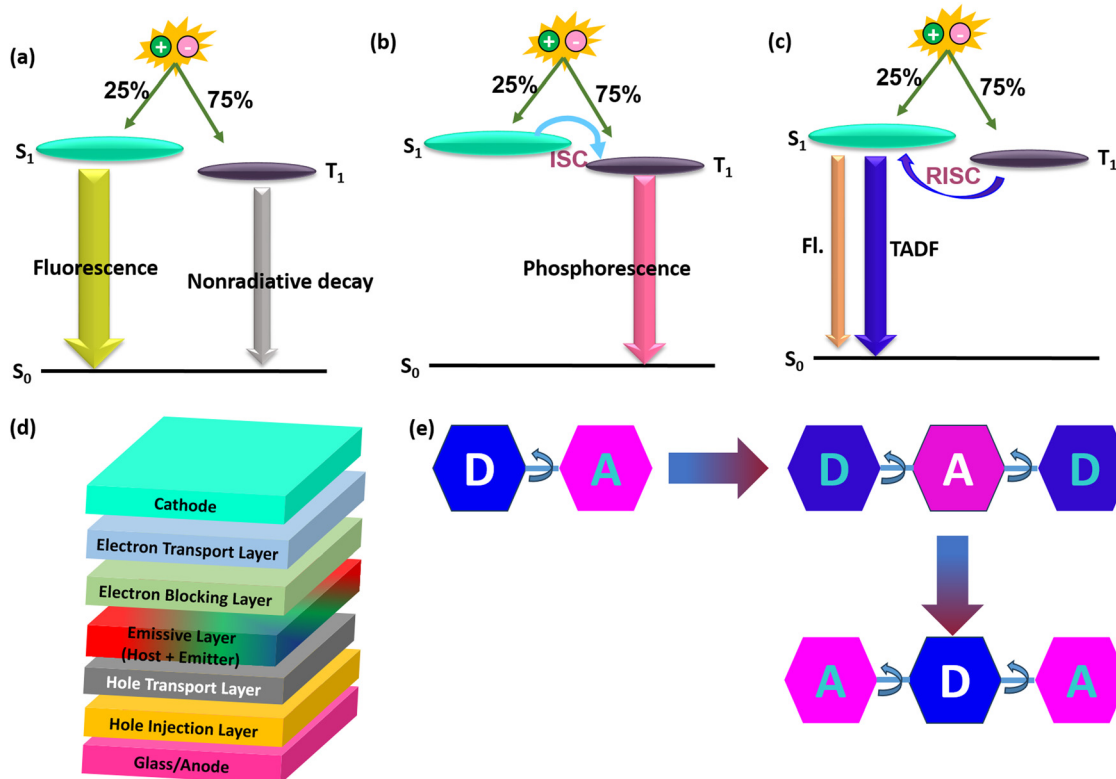 (a)
+ -
25% 75%
S₁
T₁
Fluorescence
Nonradiative decay
S₀
(b)
+ -
25% 75%
S₁
ISC
T₁
Phosphorescence
S₀
(c)
+ -
25% 75%
S₁
T₁
RISC
Fl.
TADF
S₀
(d)
Cathode
Electron Transport Layer
Electron Blocking Layer
Emissive Layer
(Host + Emitter)
Hole Transport Layer
Hole Injection Layer
Glass/Anode
(e)
D A
D A D
A D A